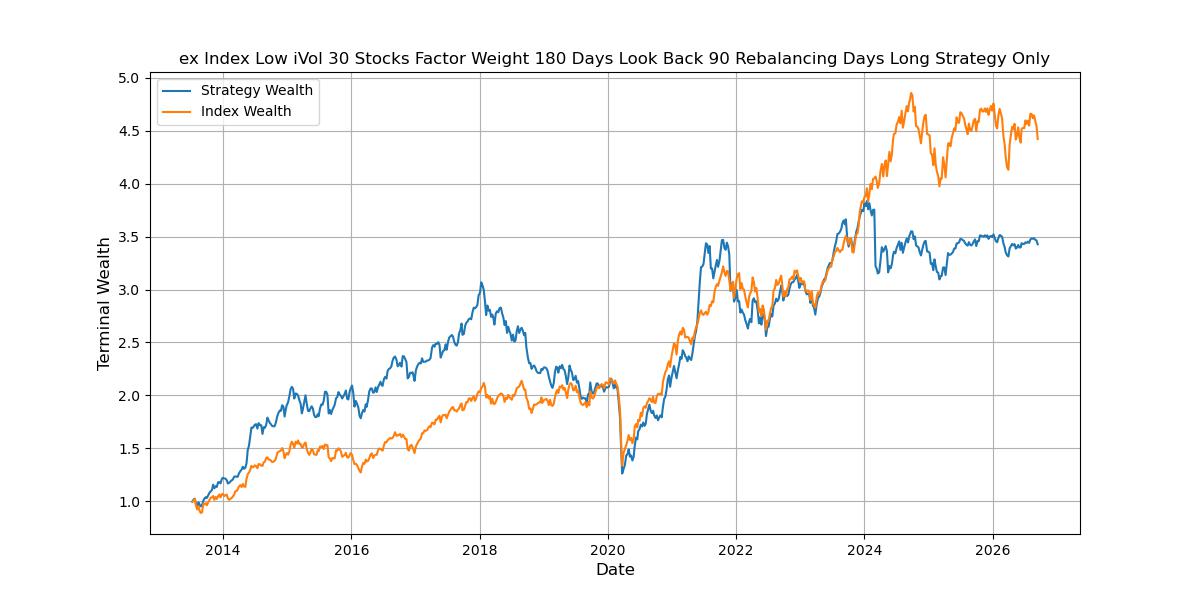 ex Index Low iVol 30 Stocks Factor Weight 180 Days Look Back 90 Rebalancing Days Long Strategy Only
Strategy Wealth
Index Wealth
Terminal Wealth
5.0
4.5
4.0
3.5
3.0
2.5
2.0
1.5
1.0
2014 2016 2018 2020 2022 2024 2026
Date